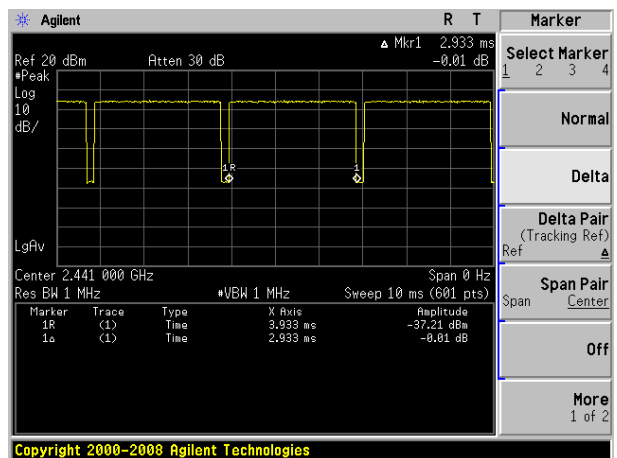 Agilent R T Marker
▵ Mkr1 2.933 ms
Ref 20 dBm Atten 30 dB -0.01 dB
#Peak
Log
10
dB/
1R 1
LgAv
Center 2.441 000 GHz Span 0 Hz
Res BW 1 MHz #VBW 1 MHz Sweep 10 ms (601 pts)
Marker Trace Type X Axis Amplitude
1R (1) Time 3.933 ms -37.21 dBm
1▵ (1) Time 2.933 ms -0.01 dB
Select Marker
1 2 3 4
Normal
Delta
Delta Pair
(Tracking Ref)
Ref ▵
Span Pair
Span Center
Off
More
1 of 2
Copyright 2000-2008 Agilent Technologies